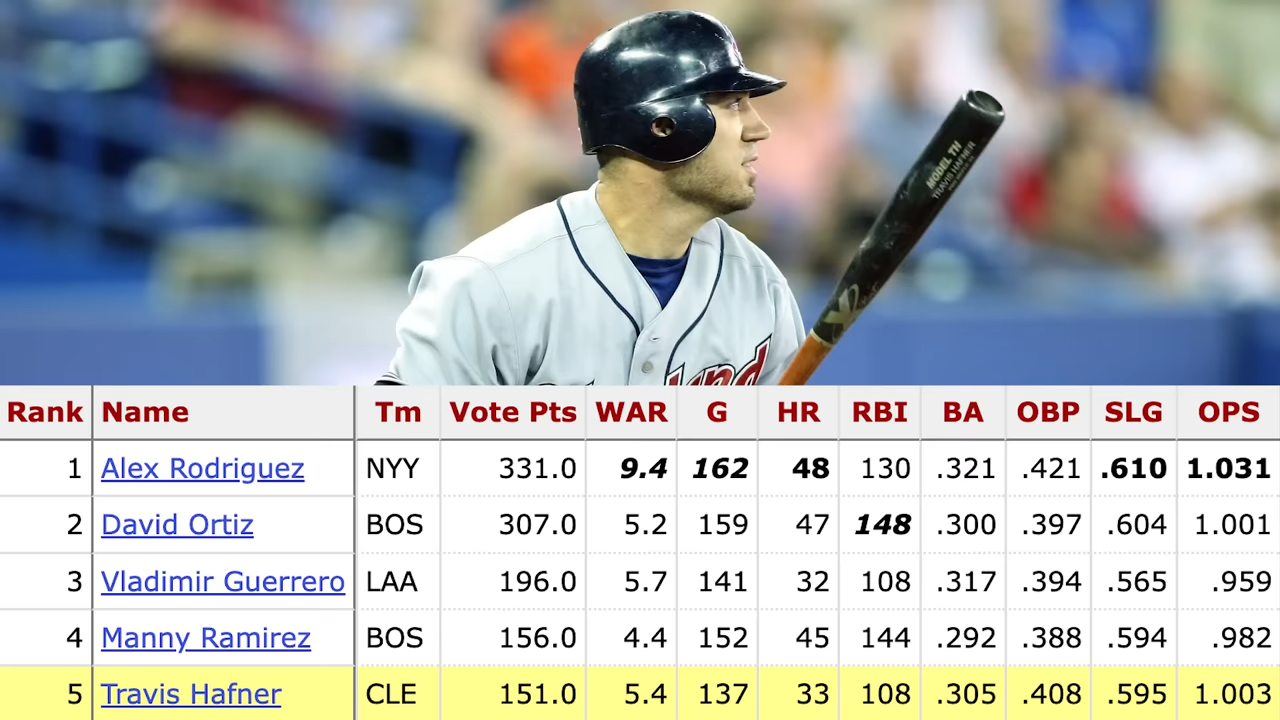 MODEL TH
TRAVIS HAFNER
Rank Name Tm Vote Pts WAR G HR RBI BA OBP SLG OPS
1 Alex Rodriguez NYY 331.0 9.4 162 48 130 .321 .421 .610 1.031
2 David Ortiz BOS 307.0 5.2 159 47 148 .300 .397 .604 1.001
3 Vladimir Guerrero LAA 196.0 5.7 141 32 108 .317 .394 .565 .959
4 Manny Ramirez BOS 156.0 4.4 152 45 144 .292 .388 .594 .982
5 Travis Hafner CLE 151.0 5.4 137 33 108 .305 .408 .595 1.003